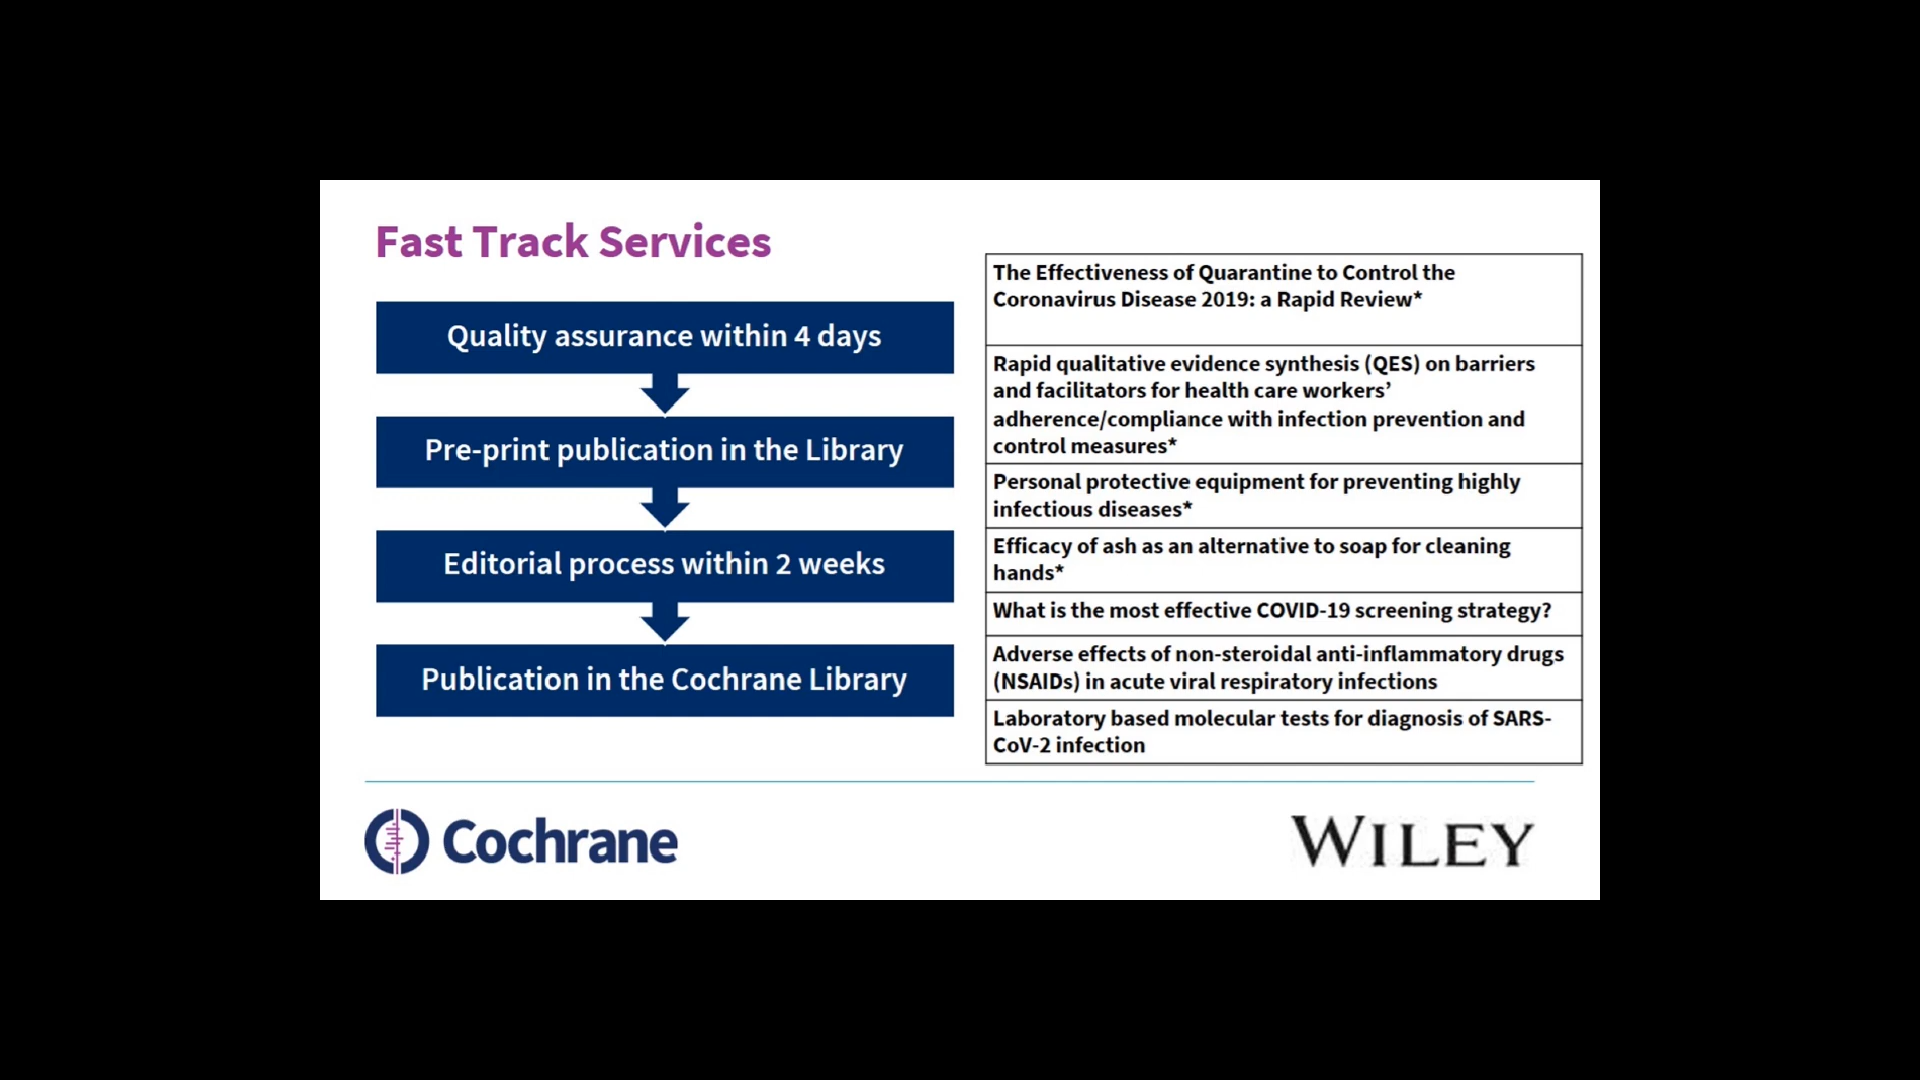 Fast Track Services
Quality assurance within 4 days
Pre-print publication in the Library
Editorial process within 2 weeks
Publication in the Cochrane Library
The Effectiveness of Quarantine to Control the
Coronavirus Disease 2019: a Rapid Review*
Rapid qualitative evidence synthesis (QES) on barriers
and facilitators for health care workers’
adherence/compliance with infection prevention and
control measures*
Personal protective equipment for preventing highly
infectious diseases*
Efficacy of ash as an alternative to soap for cleaning
hands*
What is the most effective COVID-19 screening strategy?
Adverse effects of non-steroidal anti-inflammatory drugs
(NSAIDs) in acute viral respiratory infections
Laboratory based molecular tests for diagnosis of SARS-
CoV-2 infection
Cochrane
WILEY